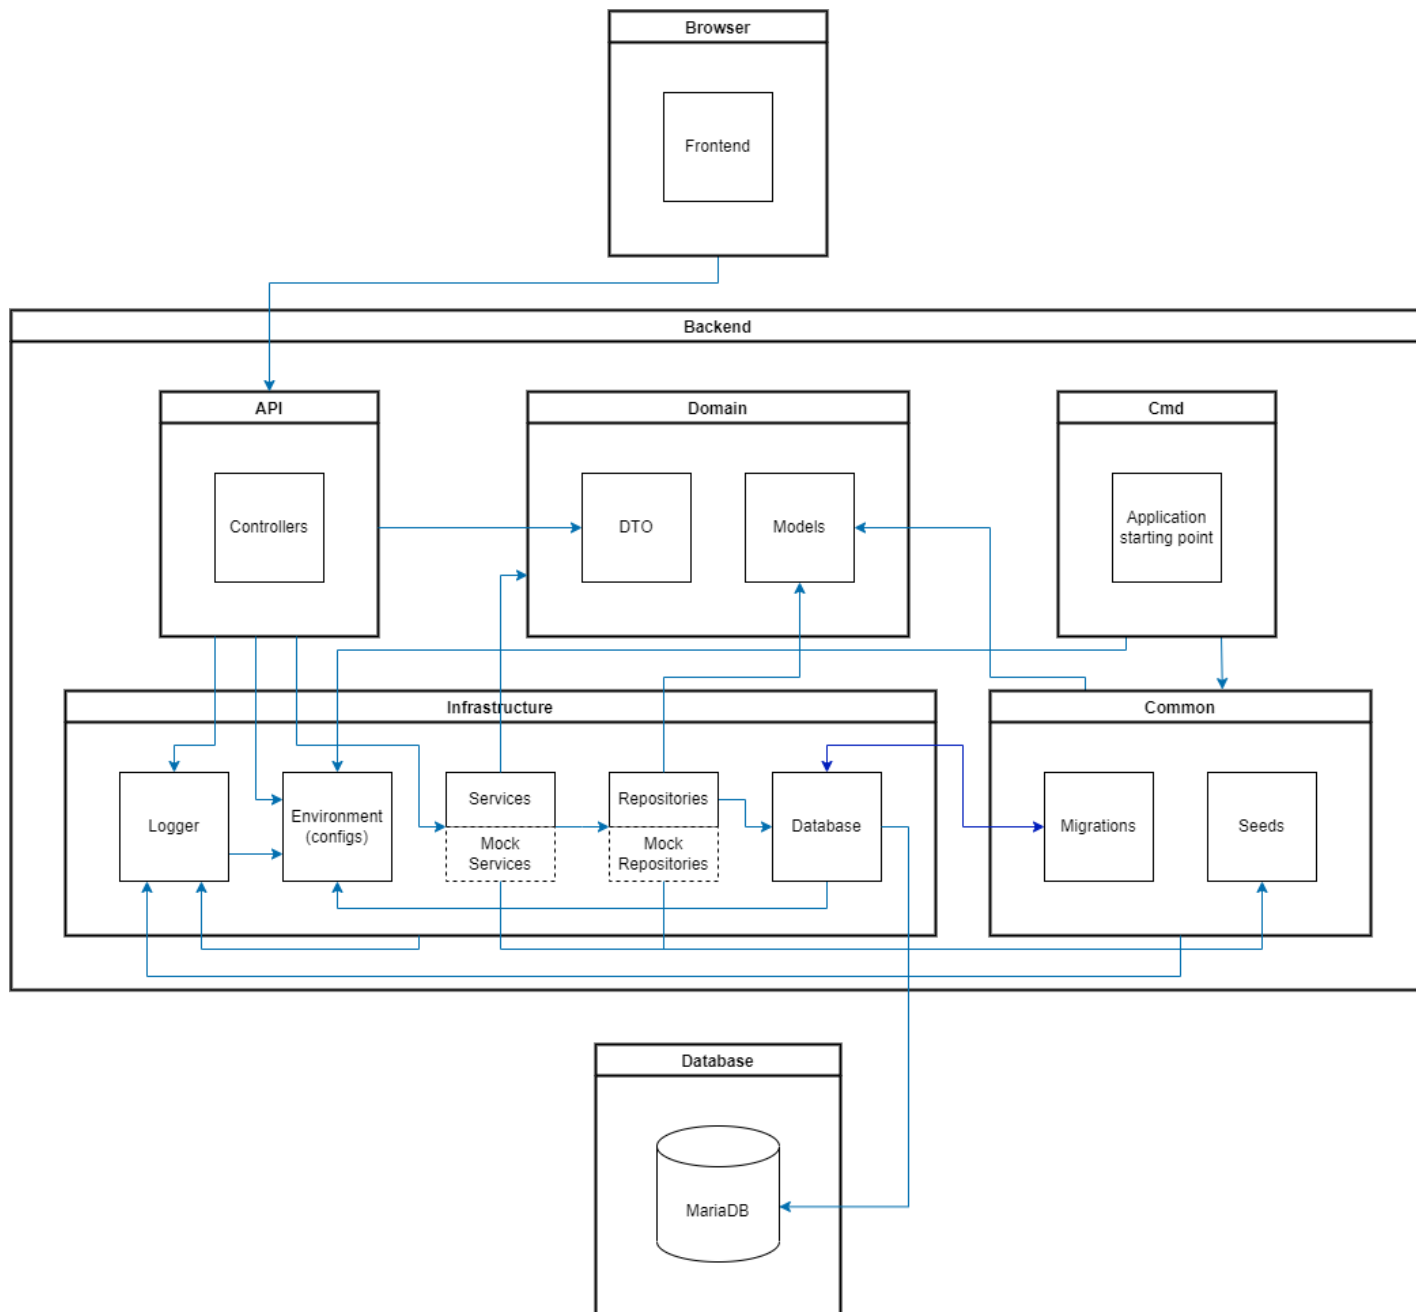 Browser
Frontend
Backend
API
Domain
Cmd
Controllers
DTO
Models
Application
starting point
Infrastructure
Common
Logger
Environment
(configs)
Services
Mock
Services
Repositories
Mock
Repositories
Database
Migrations
Seeds
Database
MariaDB